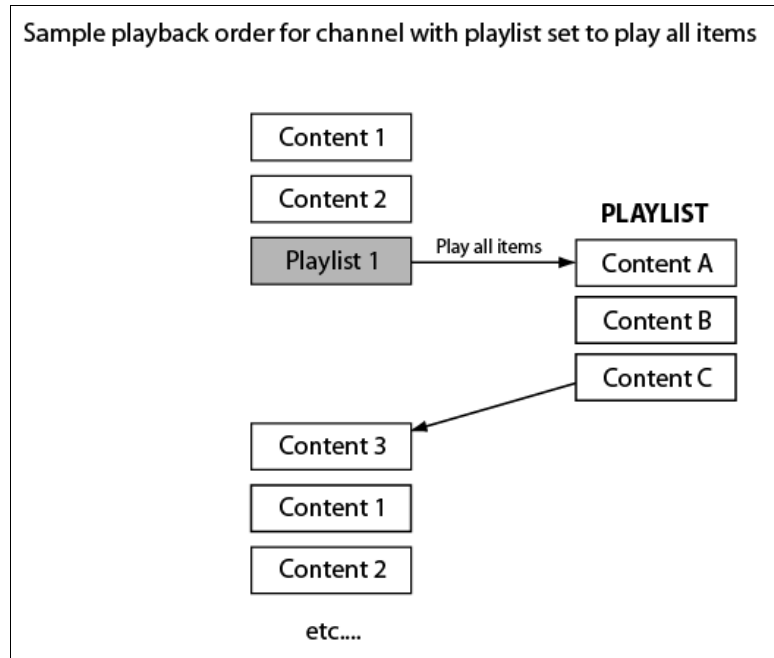 Sample playback order for channel with playlist set to play all items
Content 1
Content 2
Playlist 1
Play all items
PLAYLIST
Content A
Content B
Content C
Content 3
Content 1
Content 2
etc....